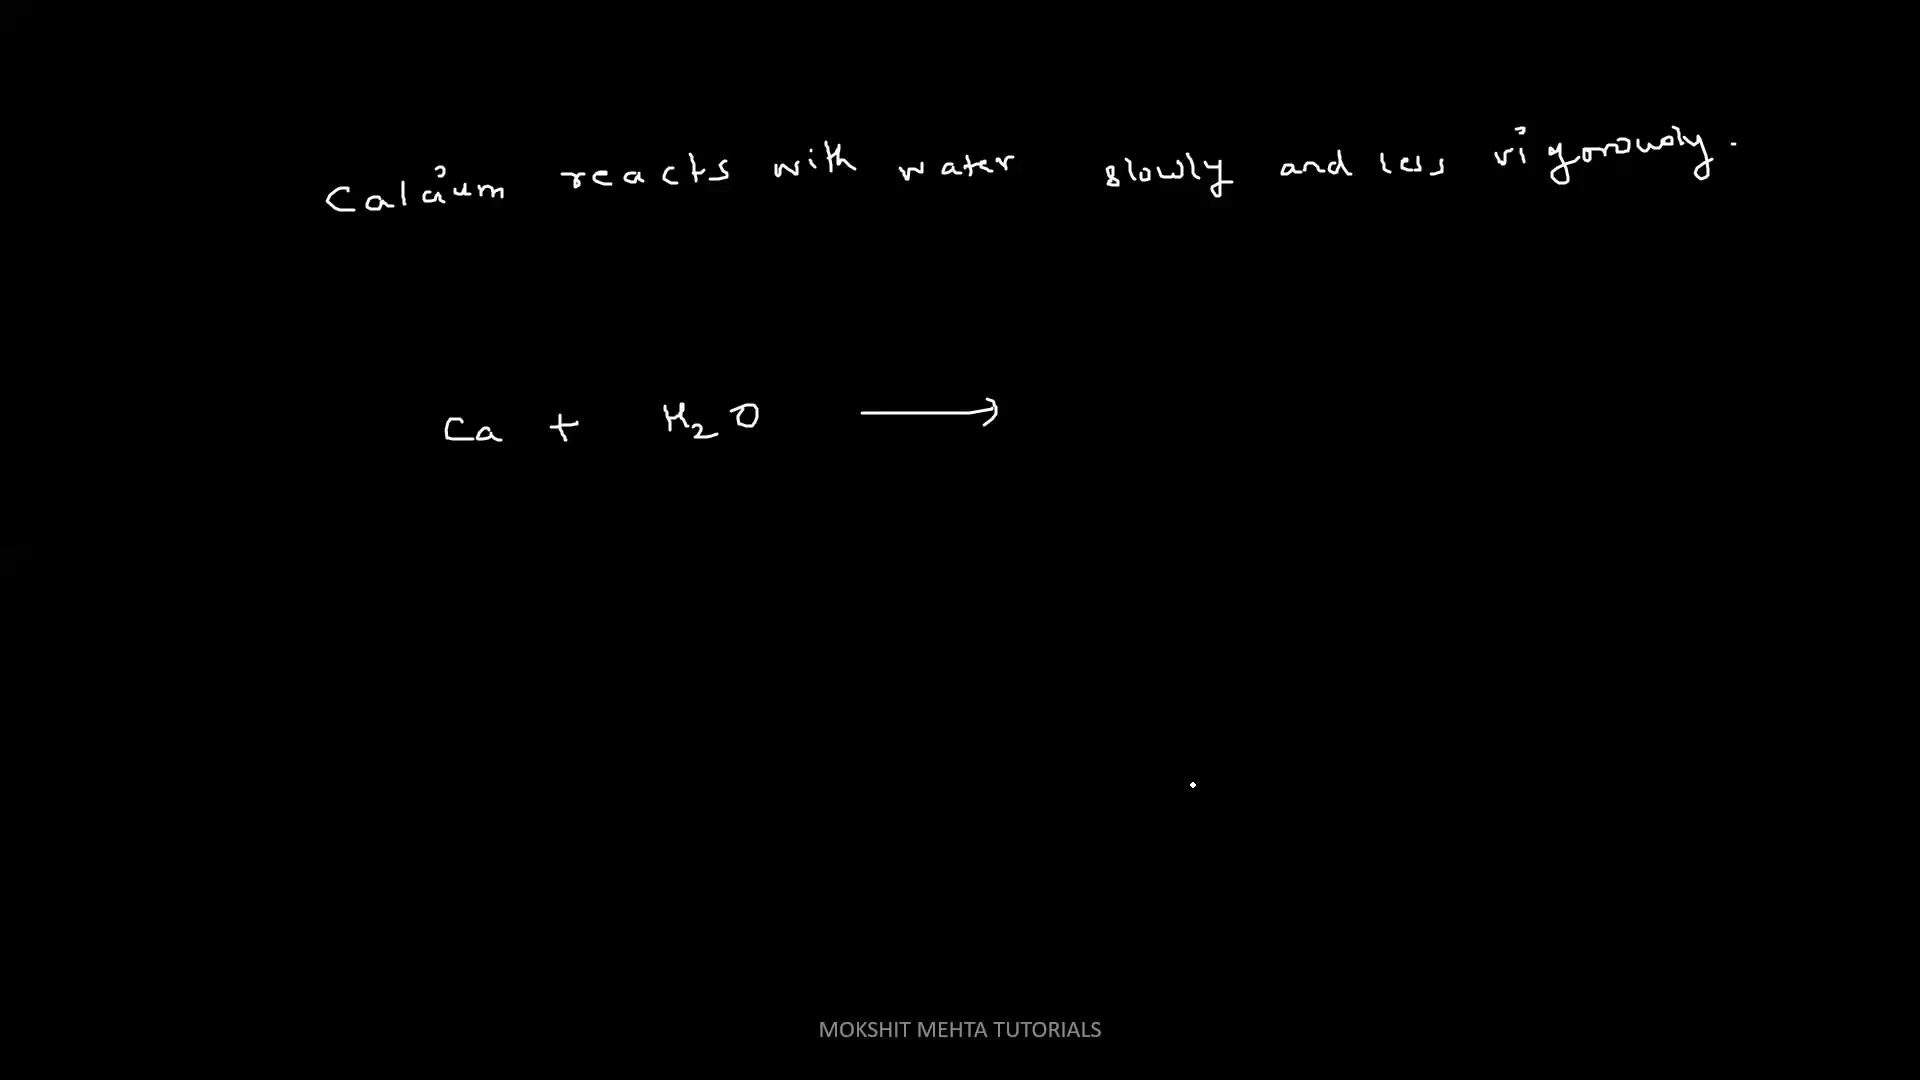 Calcium reacts with water slowly and less vigorously.
Ca + H₂O ⟶
MOKSHIT MEHTA TUTORIALS